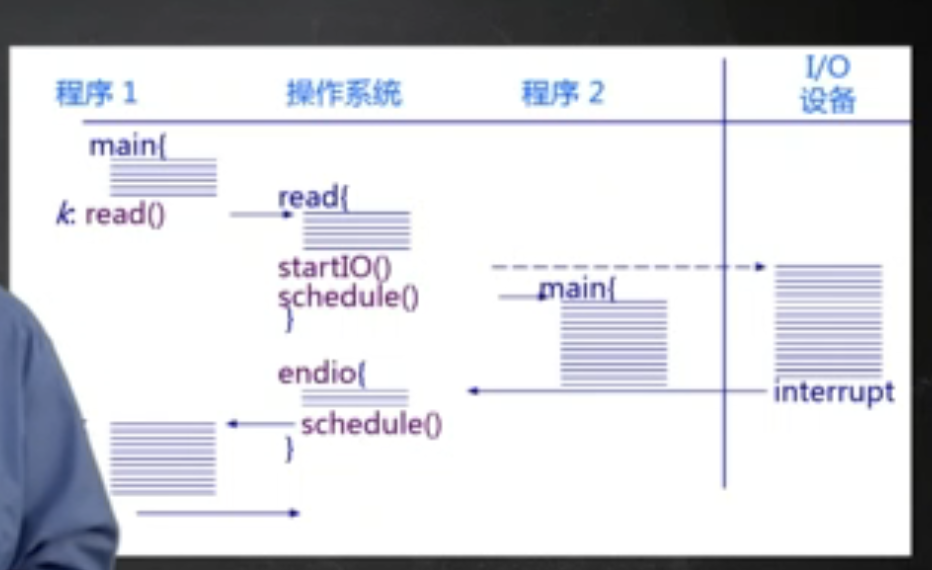 程序 1 操作系统 程序 2 I/O
设备
main{
k: read()
read{
startIO()
schedule()
}
main{
endio{
schedule()
}
interrupt